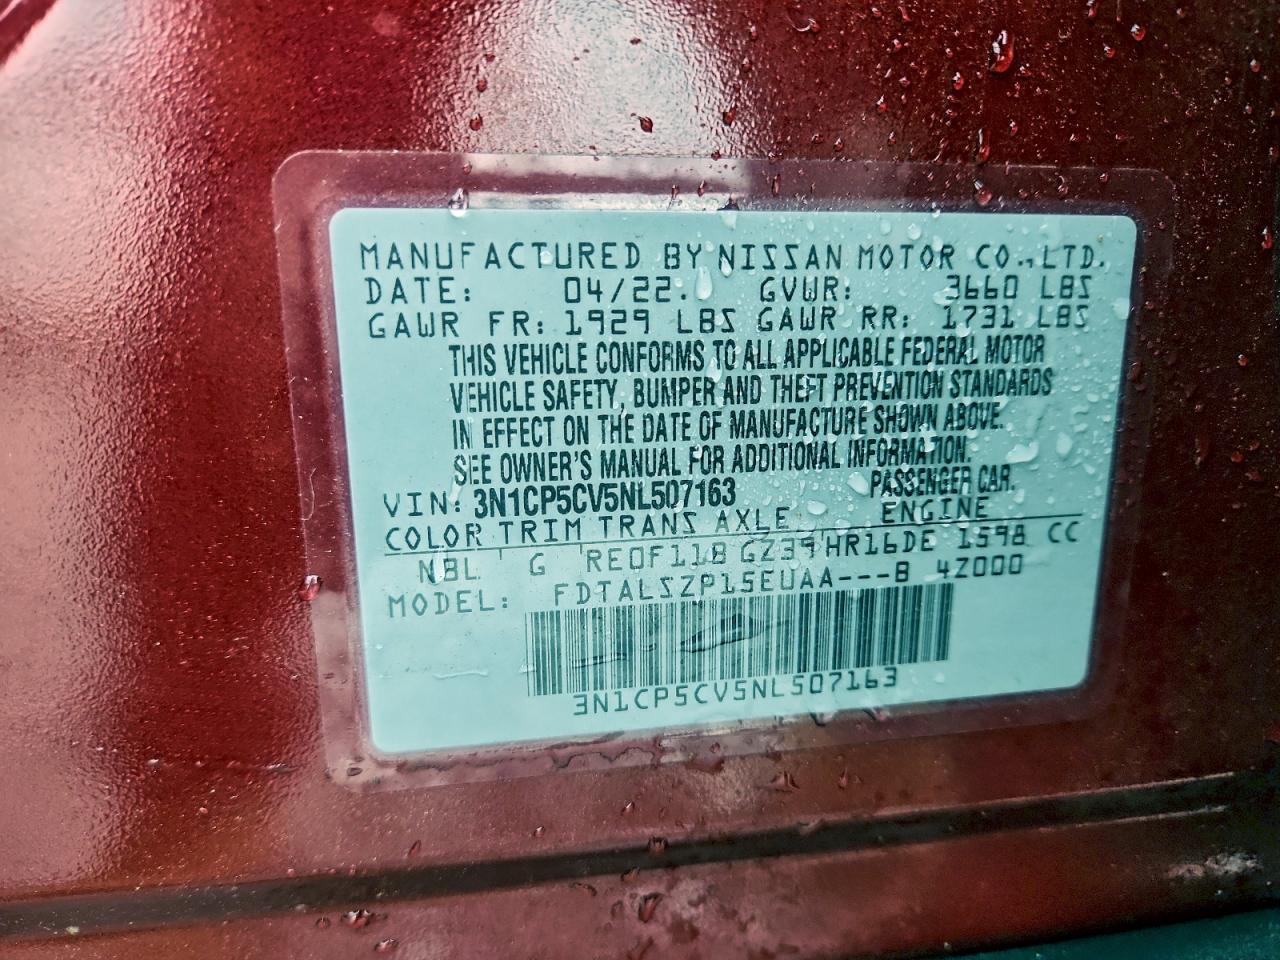 MANUFACTURED BY NISSAN MOTOR CO.,LTD.
DATE: 04/22. GVWR: 3660 LBS
GAWR FR: 1929 LBS GAWR RR: 1731 LBS
THIS VEHICLE CONFORMS TO ALL APPLICABLE FEDERAL MOTOR
VEHICLE SAFETY, BUMPER AND THEFT PREVENTION STANDARDS
IN EFFECT ON THE DATE OF MANUFACTURE SHOWN ABOVE.
SEE OWNER'S MANUAL FOR ADDITIONAL INFORMATION.
VIN: 3N1CP5CV5NL507163 PASSENGER CAR.
COLOR TRIM TRANS AXLE ENGINE
NBL G RE0F11B GZ39 HR16DE 1598 CC
MODEL: FDTALSZP15EUAA---B 4Z000
3N1CP5CV5NL507163